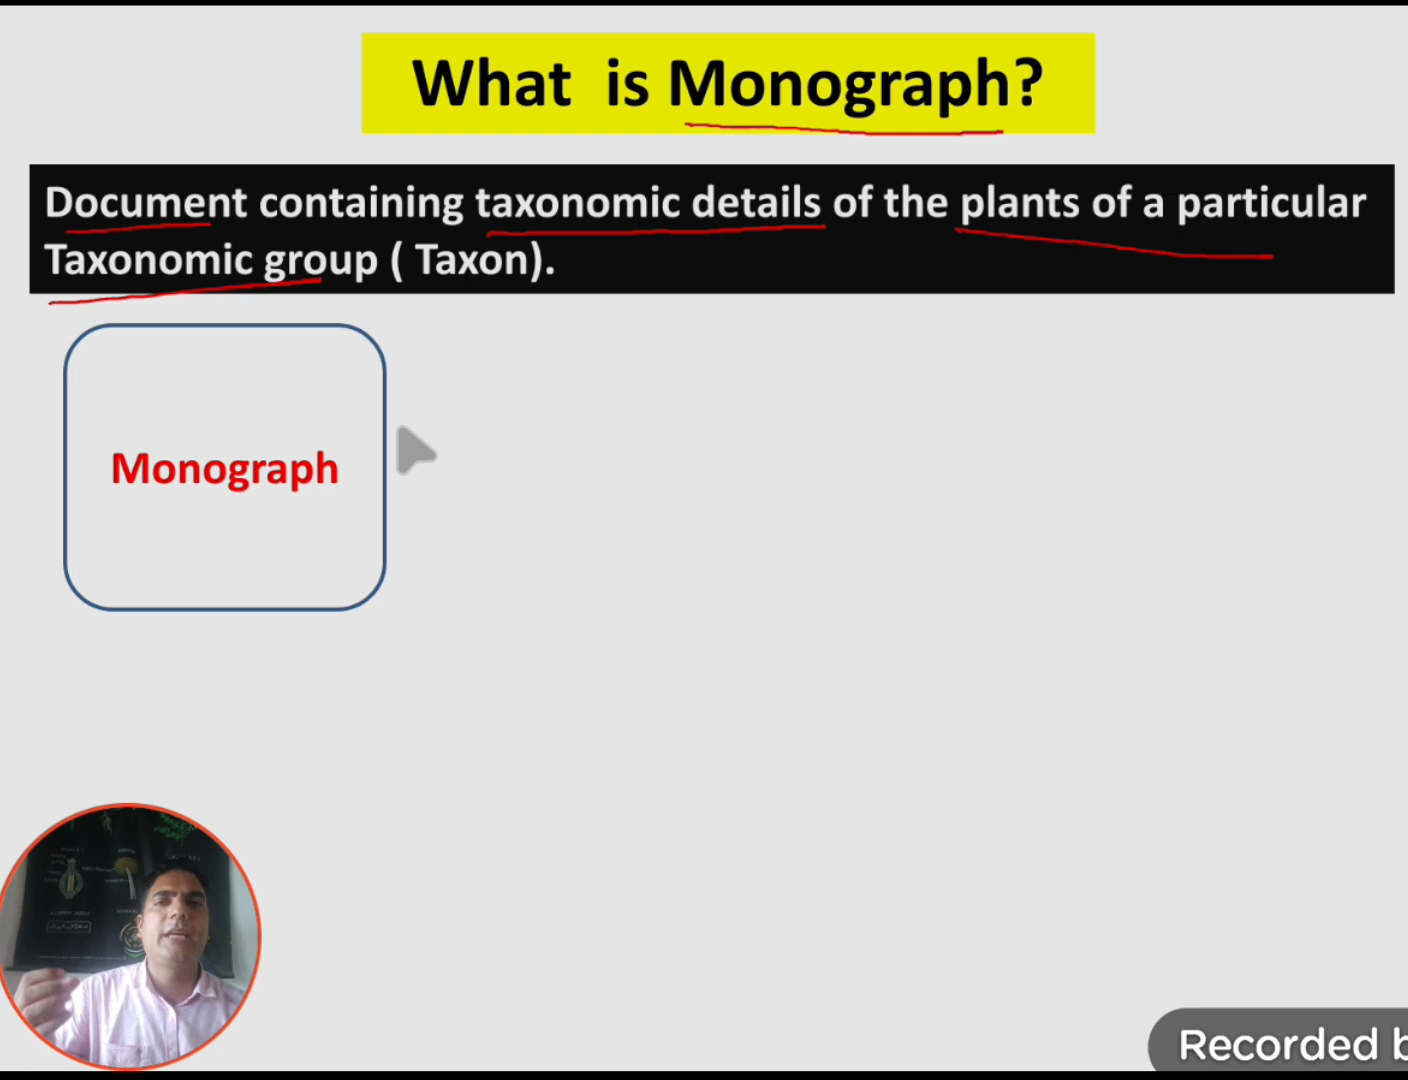 What is Monograph?
Document containing taxonomic details of the plants of a particular
Taxonomic group ( Taxon).
Monograph
Recorded b